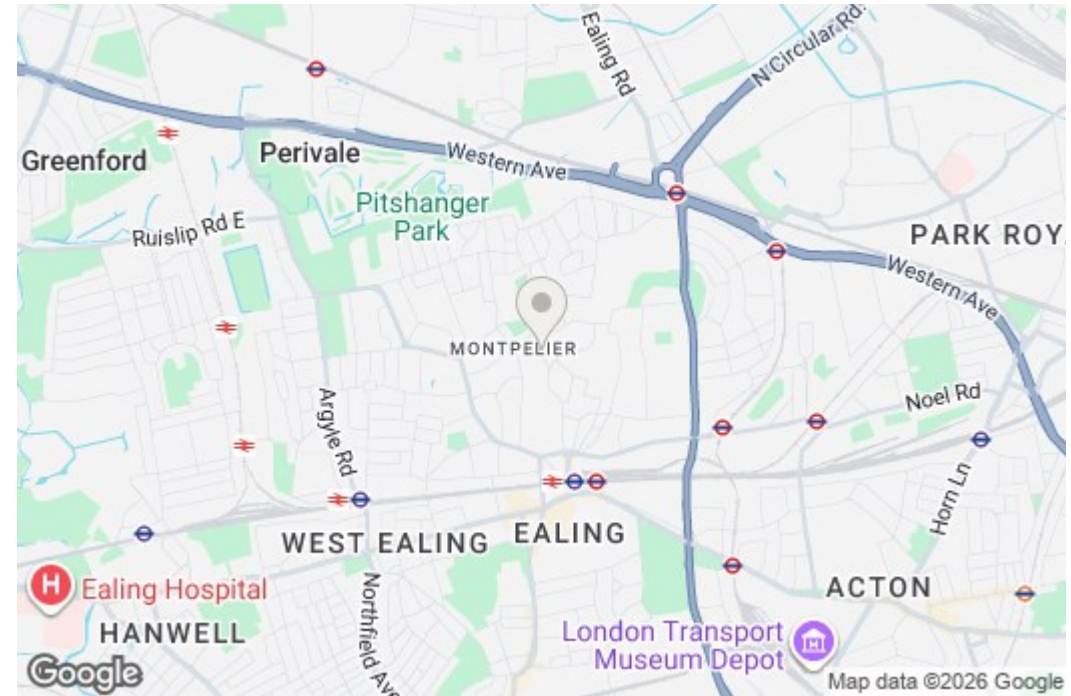 Ealing Rd
N Circular Rd.
Greenford
Perivale
Western Ave
Pitshanger
Park
Ruislip Rd E
PARK ROY
Western Ave
MONTPELIER
Argyle Rd
Noel Rd
Horn Ln
WEST EALING
EALING
H
Ealing Hospital
ACTON
Northfield Ave
HANWELL
London Transport
Museum Depot
Google
Map data ©2026 Google